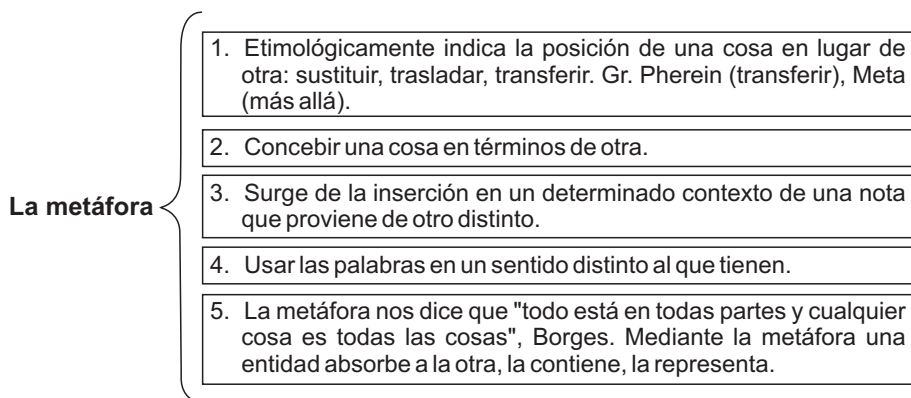 La metáfora
1. Etimológicamente indica la posición de una cosa en lugar de
otra: sustituir, trasladar, transferir. Gr. Pherein (transferir), Meta
(más allá).
2. Concebir una cosa en términos de otra.
3. Surge de la inserción en un determinado contexto de una nota
que proviene de otro distinto.
4. Usar las palabras en un sentido distinto al que tienen.
5. La metáfora nos dice que "todo está en todas partes y cualquier
cosa es todas las cosas", Borges. Mediante la metáfora una
entidad absorbe a la otra, la contiene, la representa.